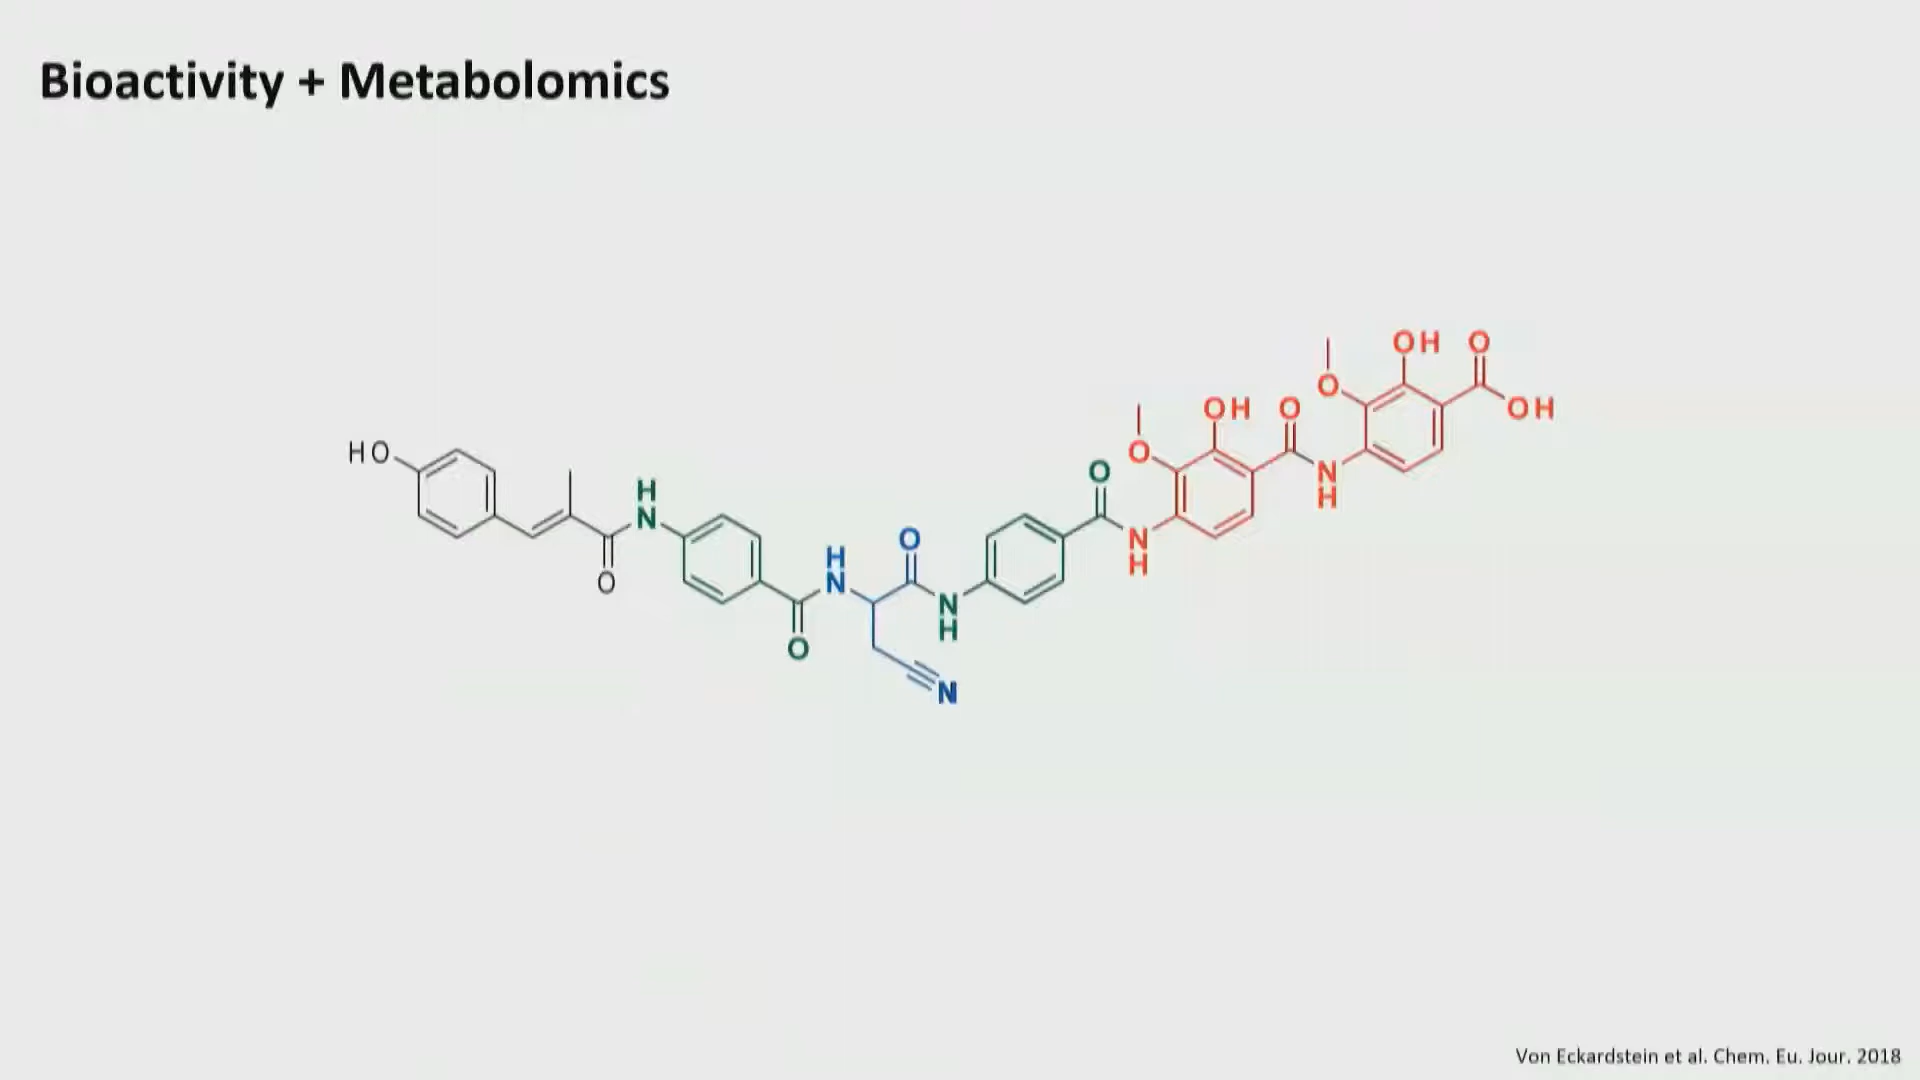 Bioactivity + Metabolomics
OH O
O
OH O OH
HO O N
H
H O
N H O N
N O H
O N
H
O N
Von Eckardstein et al. Chem. Eu. Jour. 2018